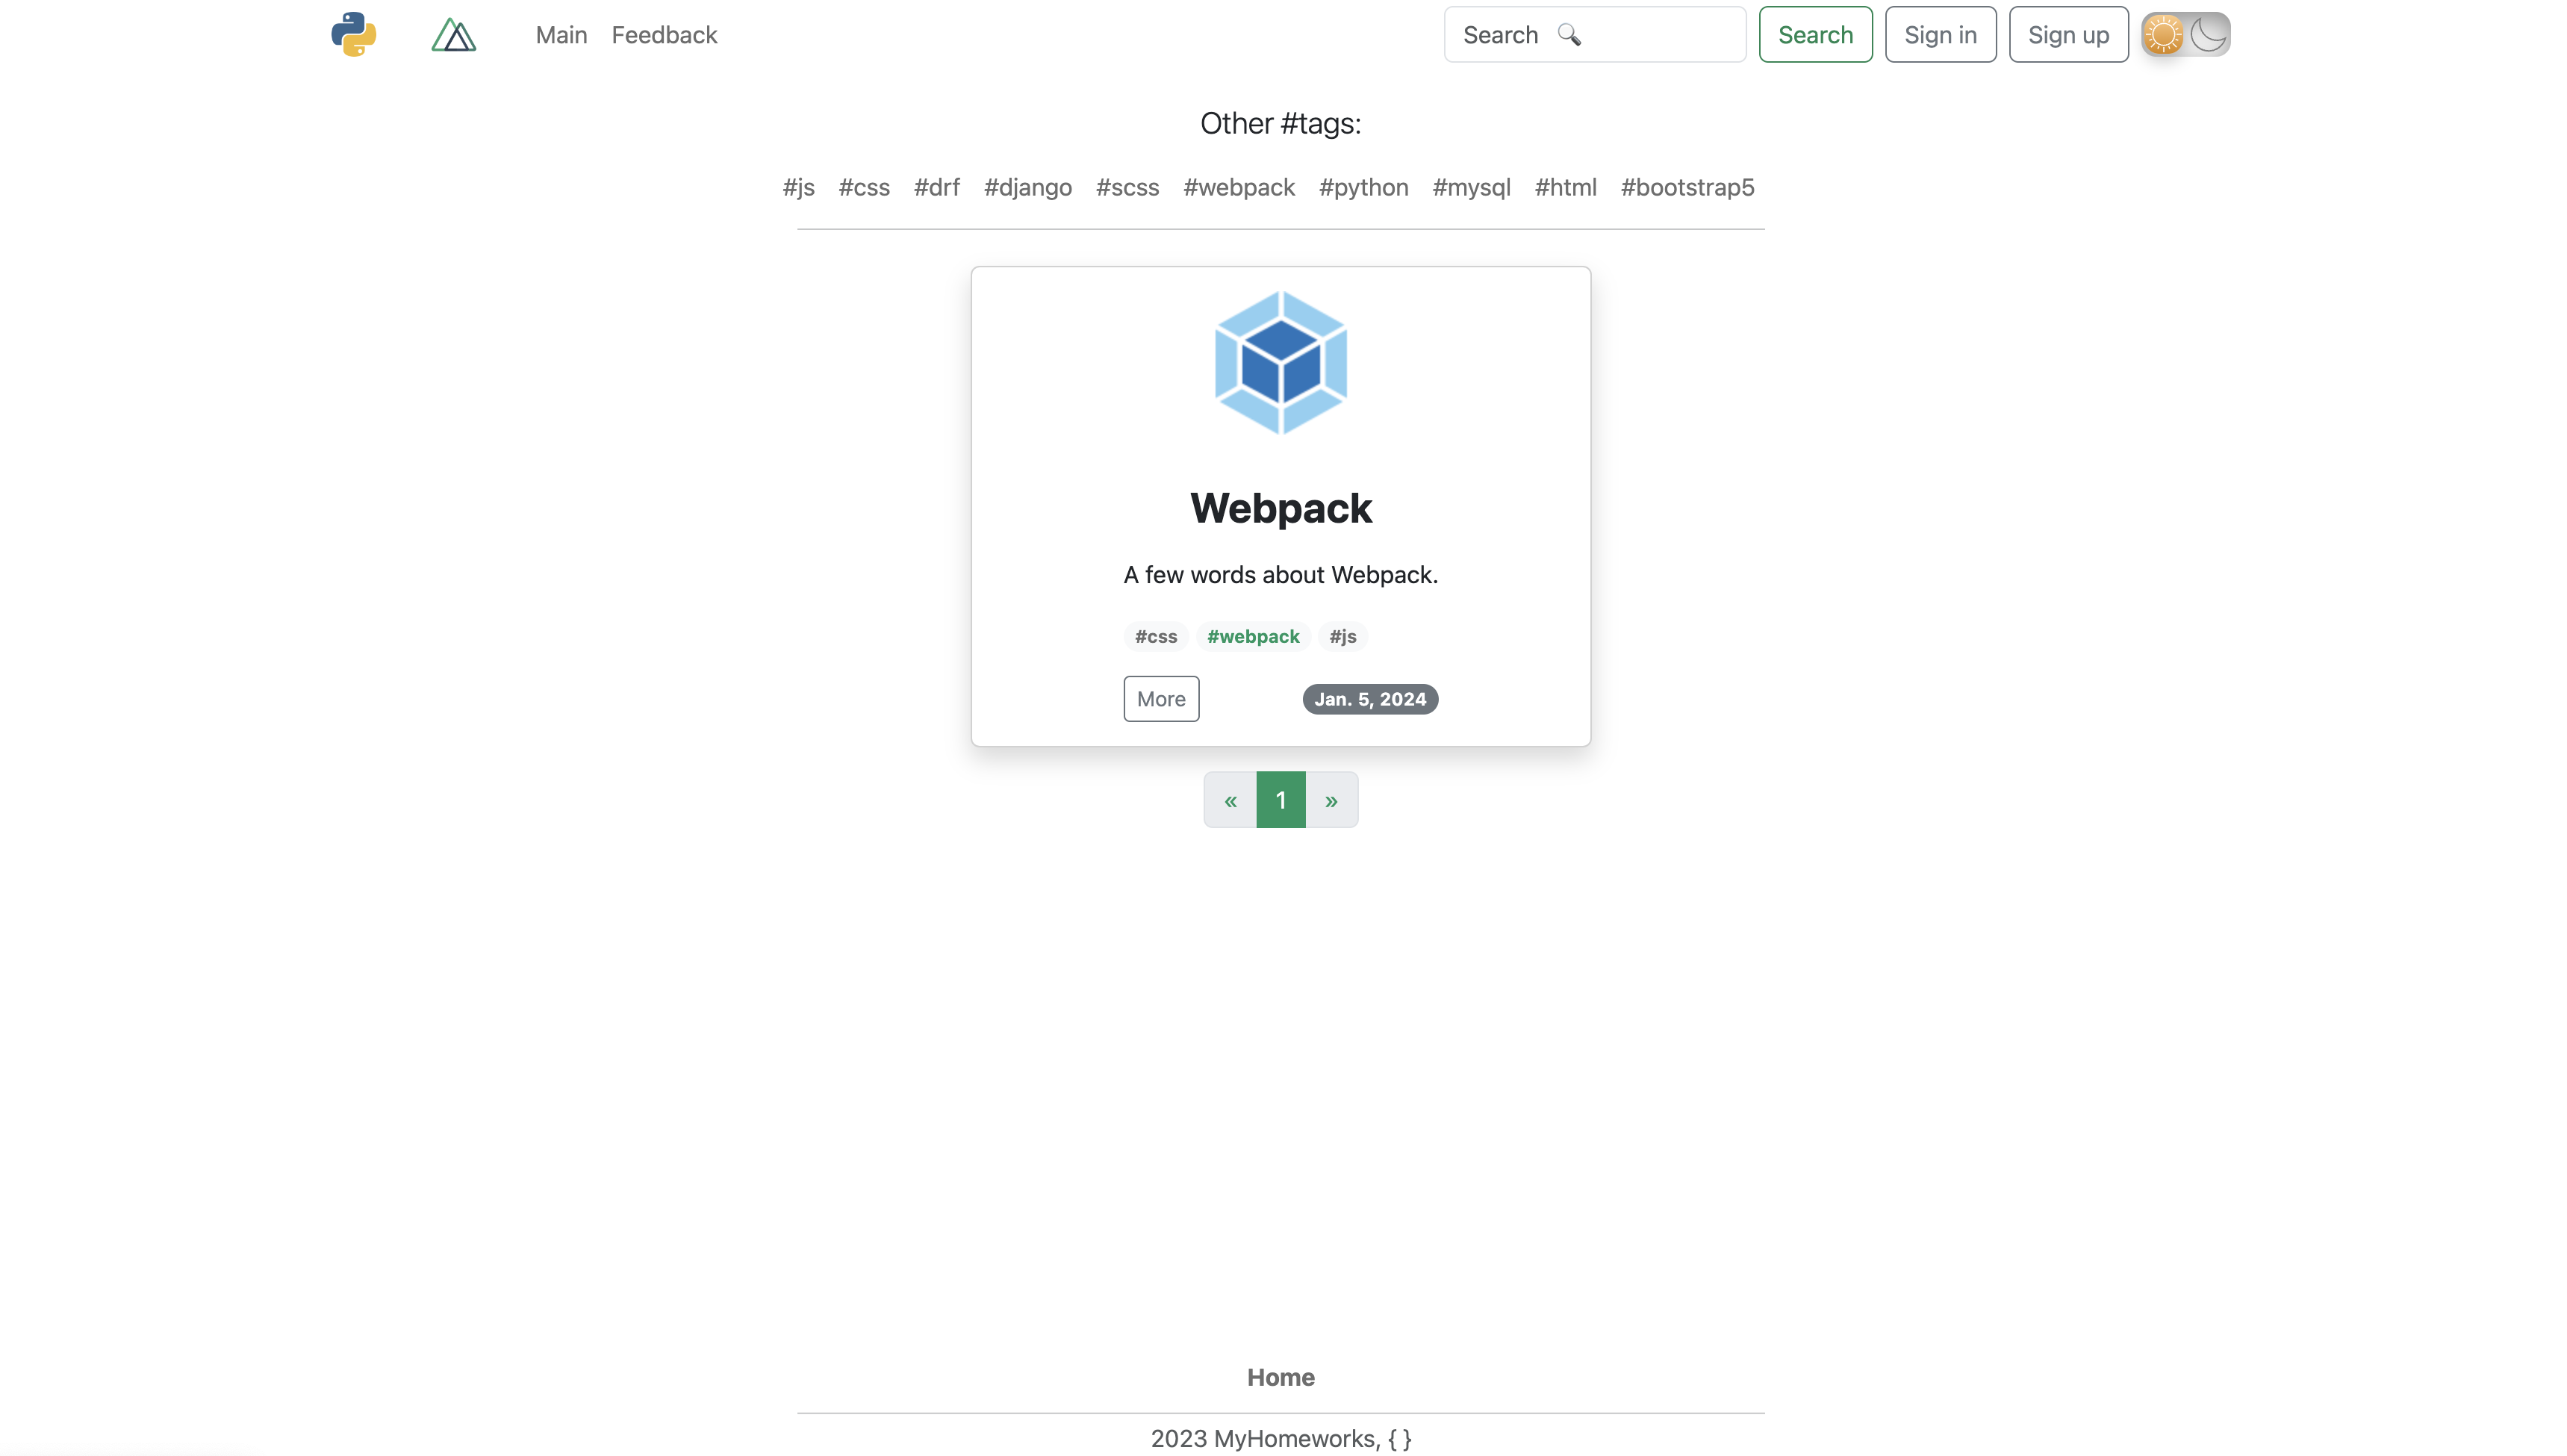 Main Feedback Search 🔍 Search Sign in Sign up
Other #tags:
#js #css #drf #django #scss #webpack #python #mysql #html #bootstrap5
Webpack
A few words about Webpack.
#css #webpack #js
More Jan. 5, 2024
« 1 »
Home
2023 MyHomeworks, { }